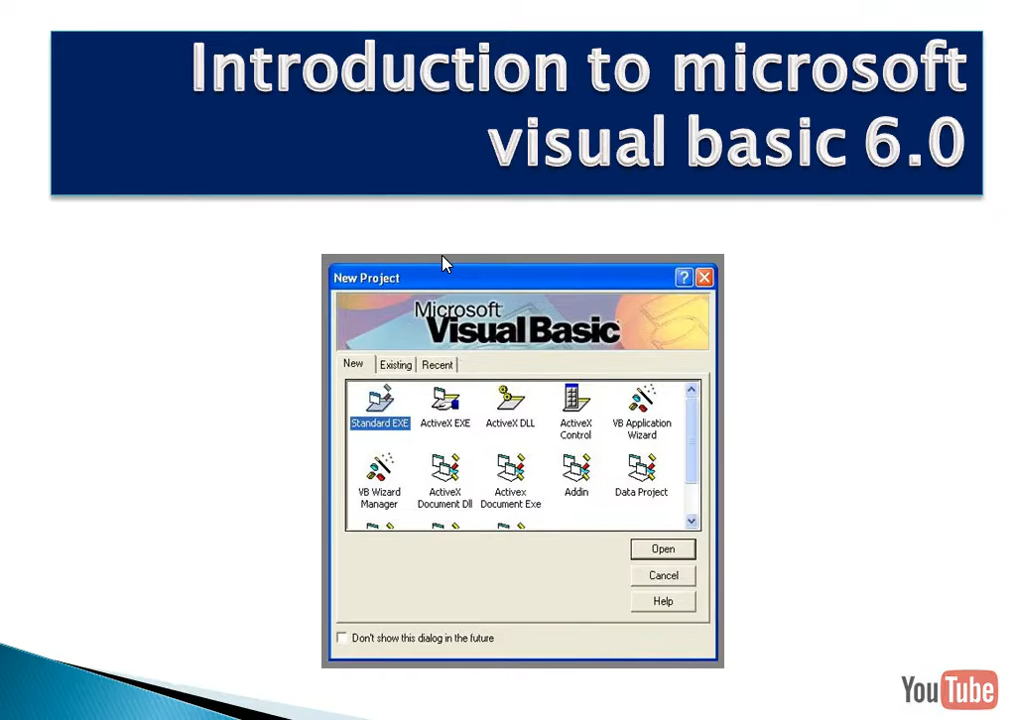 Introduction to microsoft
visual basic 6.0
New Project
Microsoft
Visual Basic
New Existing Recent
Standard EXE ActiveX EXE ActiveX DLL ActiveX Control VB Application Wizard
VB Wizard Manager ActiveX Document Dll Activex Document Exe Addin Data Project
Open
Cancel
Help
Don't show this dialog in the future
YouTube